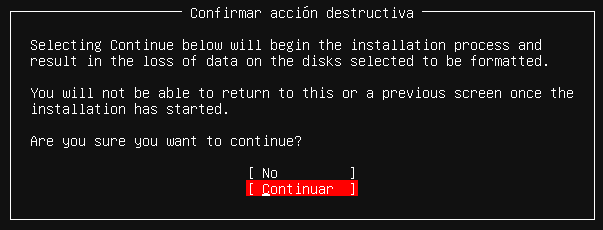 Confirmar acción destructiva
Selecting Continue below will begin the installation process and
result in the loss of data on the disks selected to be formatted.
You will not be able to return to this or a previous screen once the
installation has started.
Are you sure you want to continue?
[ No ]
[ Continuar ]